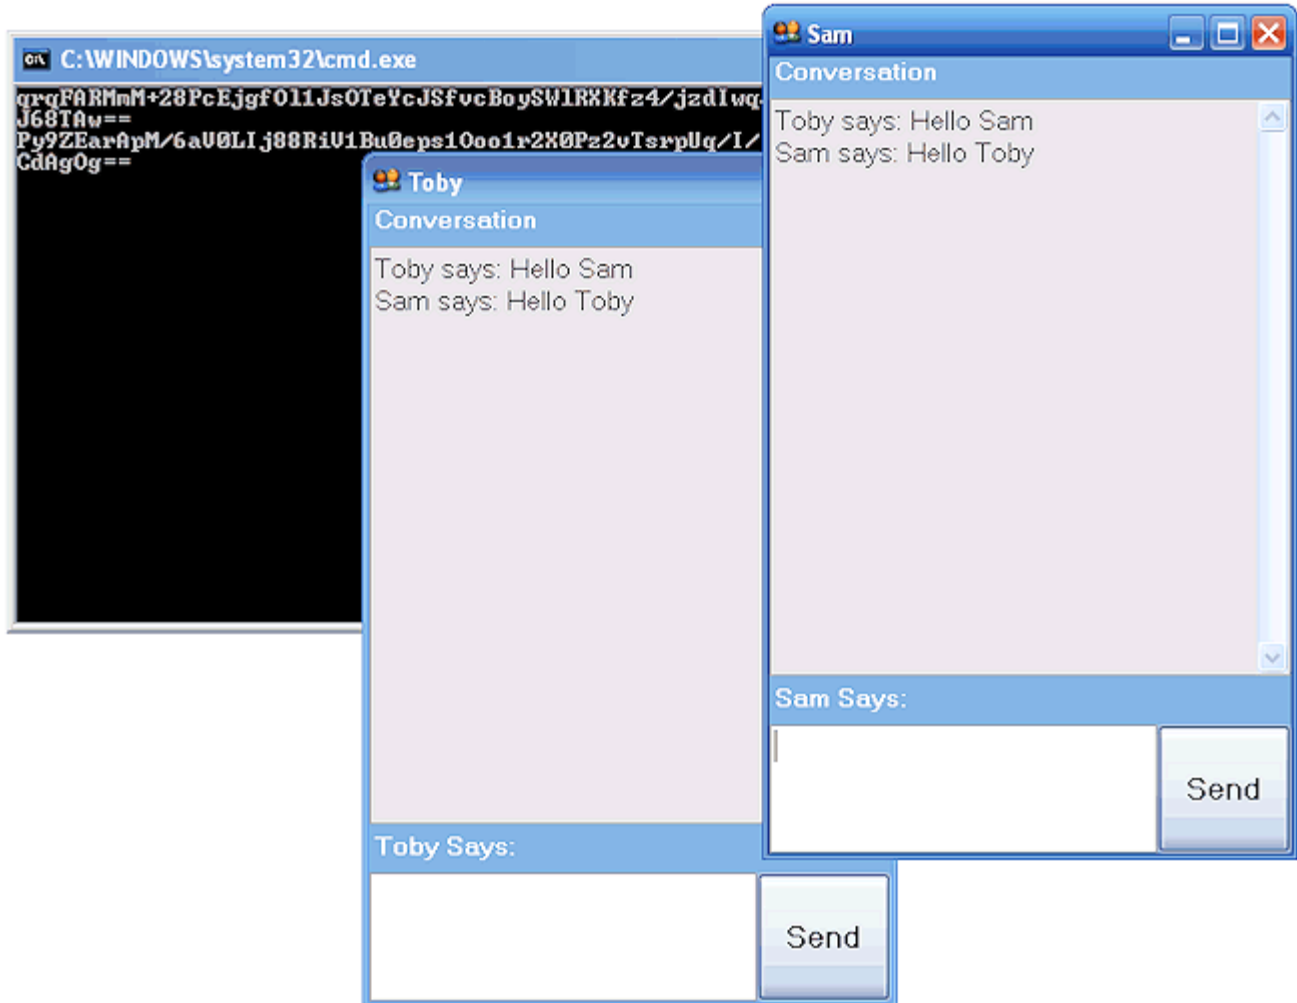 C:\WINDOWS\system32\cmd.exe
qrqFARMmM+28PcEjgfOl1JsOTeYcJSfvcBoySWlRXKfz4/jzdIwq
J68TAw==
Py9ZEarApM/6aV0LIj88RiU1Bu0eps1Ooo1r2X0Pz2vTsrpUq/I/
CdAgOg==
Toby
Conversation
Toby says: Hello Sam
Sam says: Hello Toby
Toby Says:
Send
Sam
Conversation
Toby says: Hello Sam
Sam says: Hello Toby
Sam Says:
Send